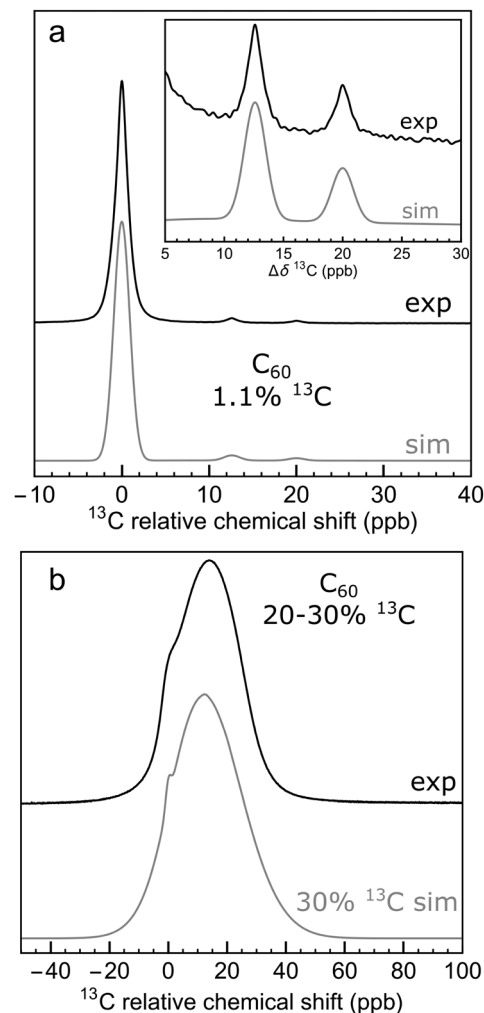 a
exp
sim
5 10 15 20 25 30
Δδ ¹³C (ppb)
exp
C₆₀
1.1% ¹³C
sim
−10 0 10 20 30 40
¹³C relative chemical shift (ppb)
b
C₆₀
20-30% ¹³C
exp
30% ¹³C sim
−40 −20 0 20 40 60 80 100
¹³C relative chemical shift (ppb)